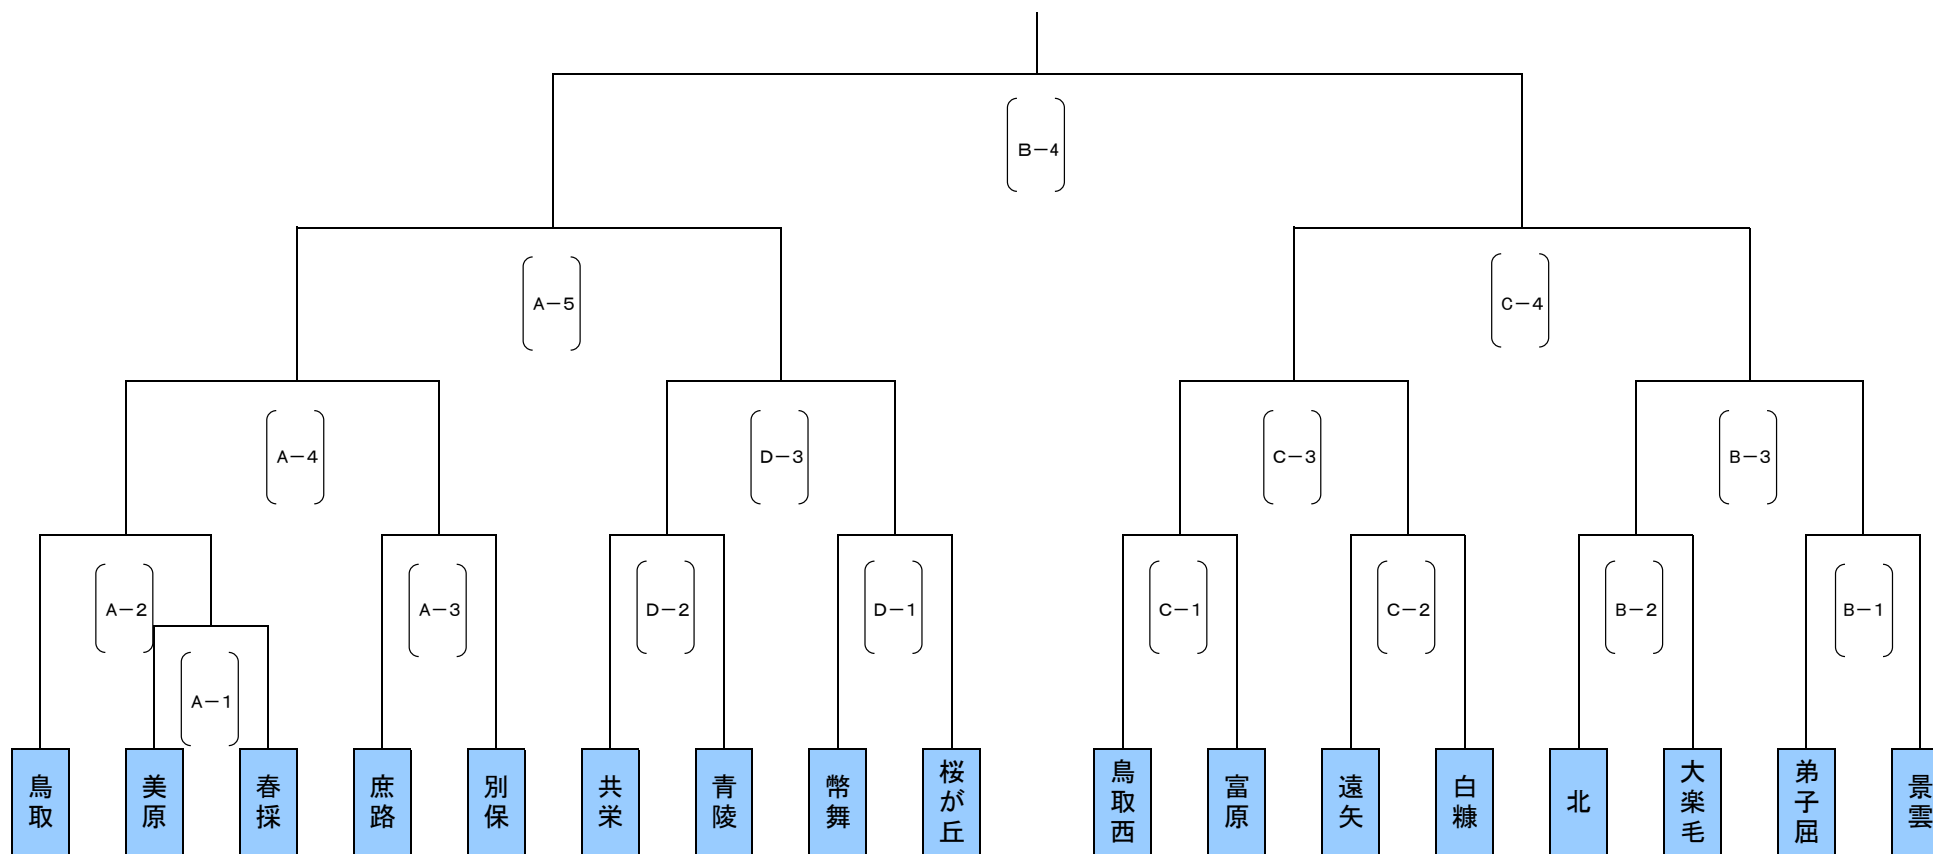 B－4
A－5
C－4
A－4
D－3
C－3
B－3
A－2
A－3
D－2
D－1
C－1
C－2
B－2
B－1
A－1
鳥取
美原
春採
庶路
別保
共栄
青陵
幣舞
桜が丘
鳥取西
富原
遠矢
白糠
北
大楽毛
弟子屈
景雲